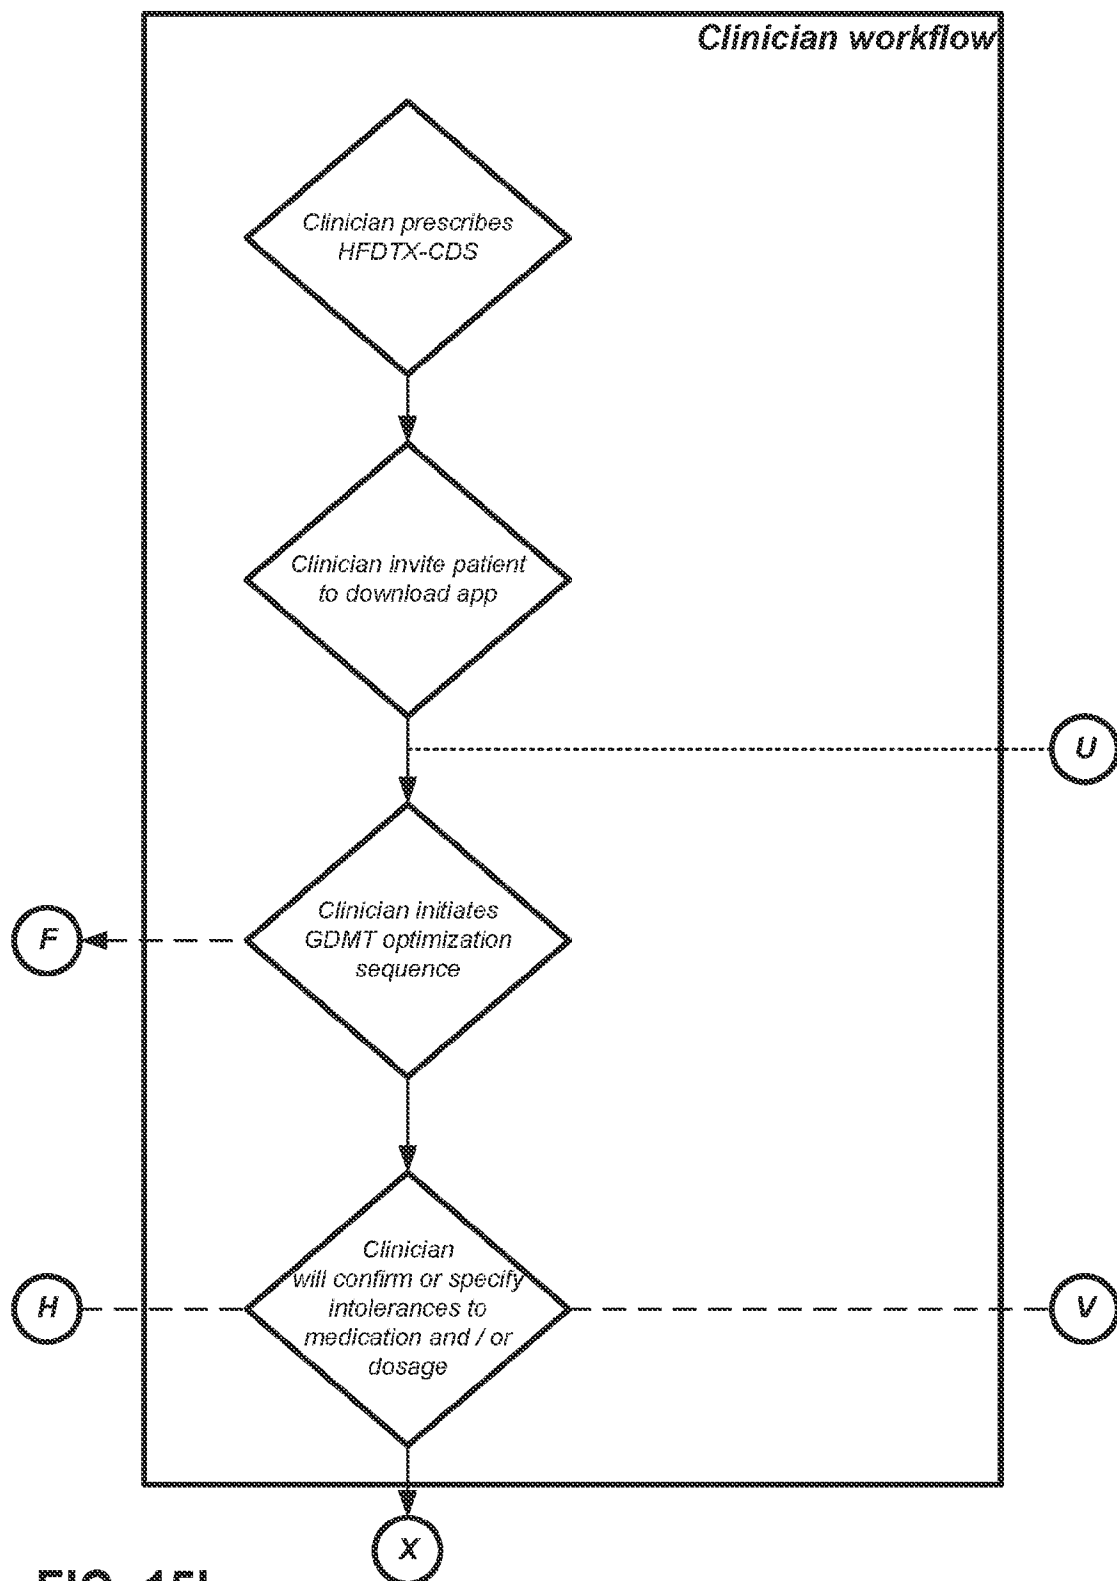 Clinician workflow
Clinician prescribes
HFDTX-CDS
Clinician invite patient
to download app
U
Clinician initiates
GDMT optimization
sequence
F
Clinician
will confirm or specify
intolerances to
medication and / or
dosage
H
V
X